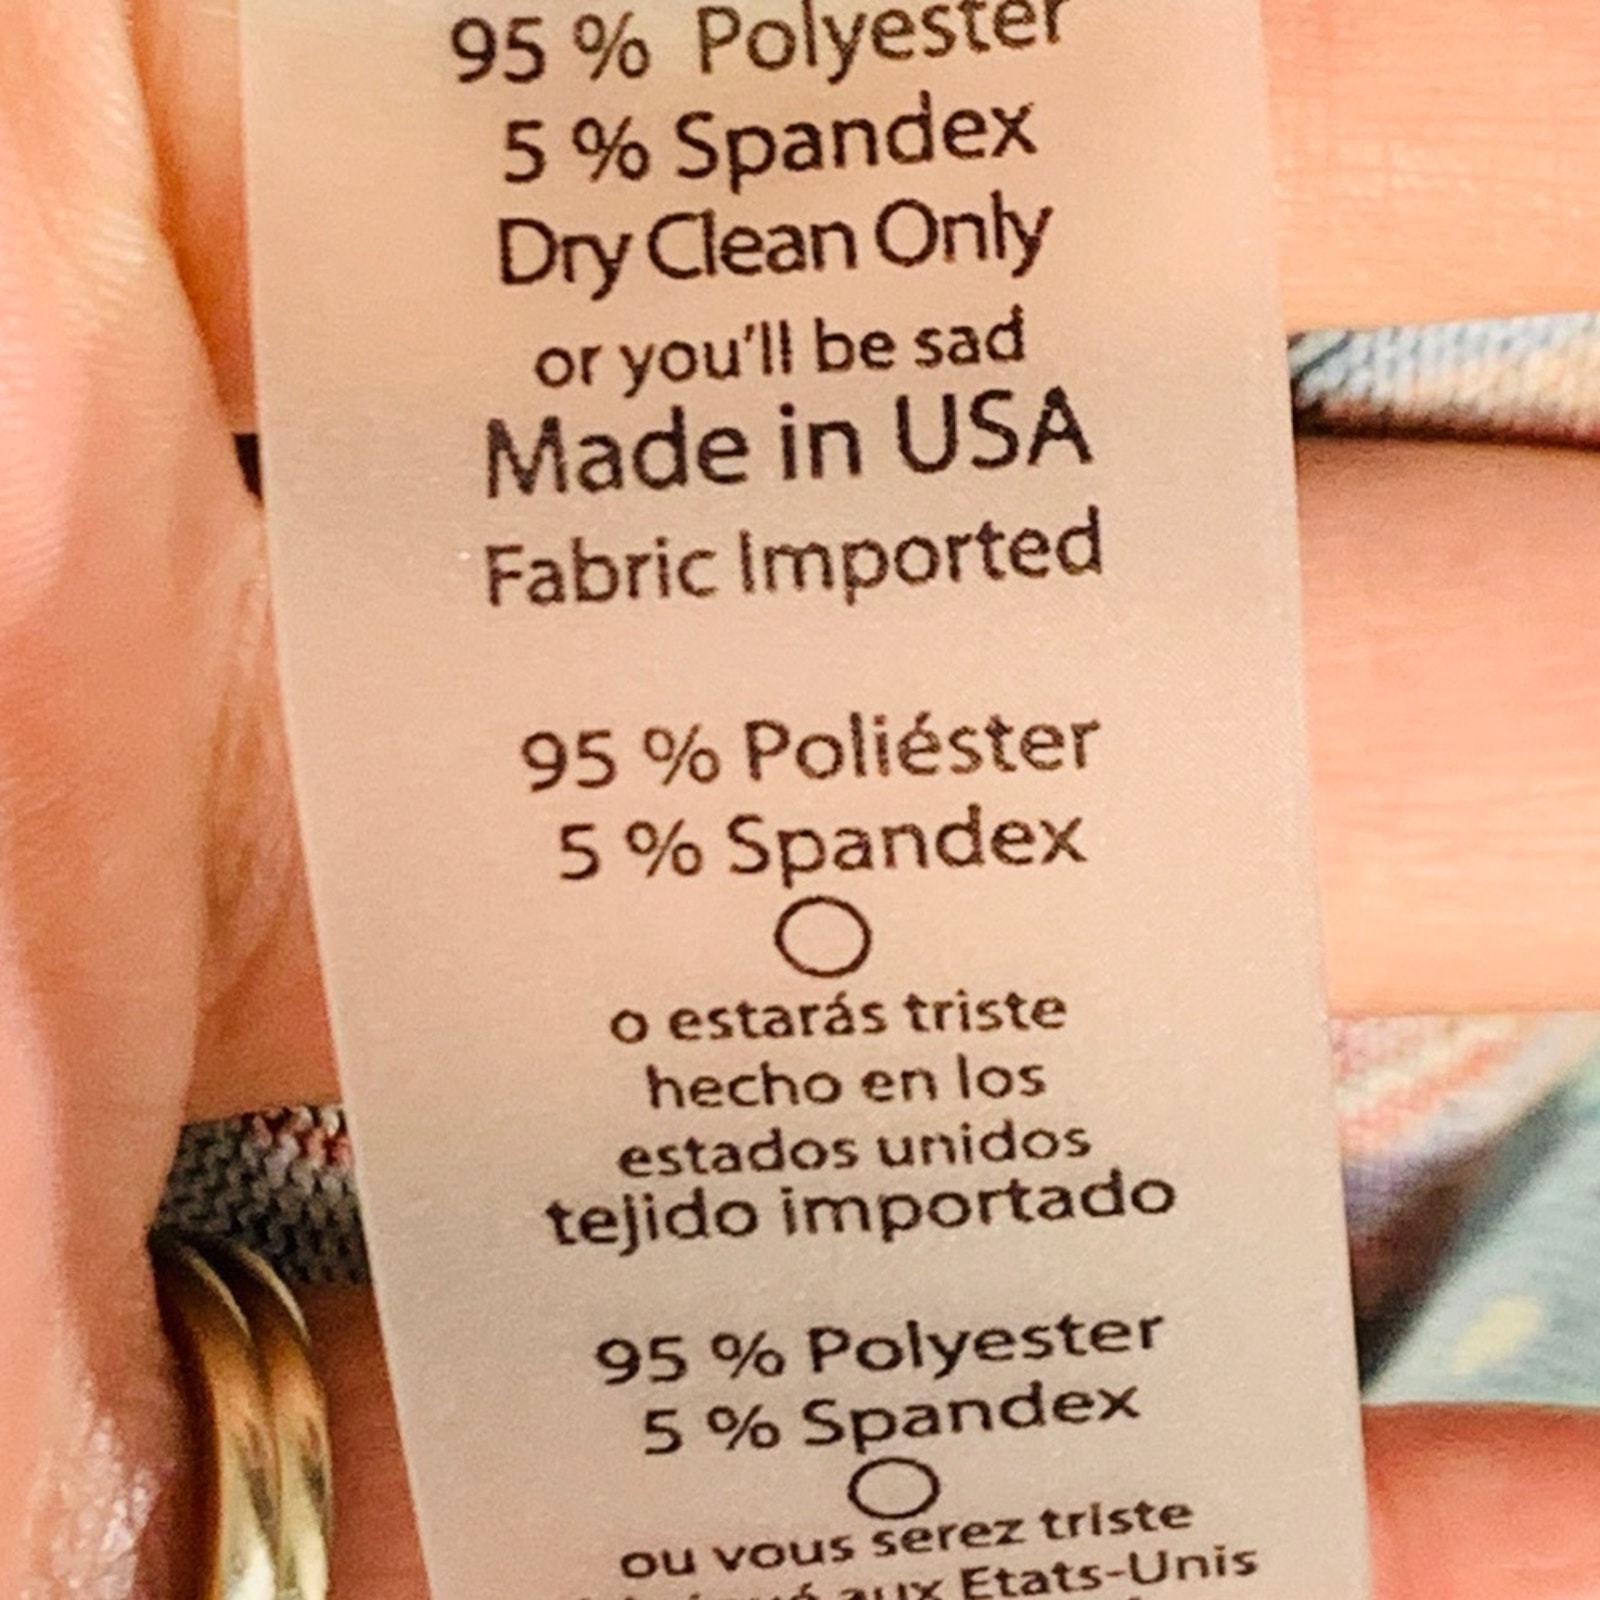 95 % Polyester
5 % Spandex
Dry Clean Only
or you'll be sad
Made in USA
Fabric Imported
95 % Poliéster
5 % Spandex
o estarás triste
hecho en los
estados unidos
tejido importado
95 % Polyester
5 % Spandex
ou vous serez triste
aux Etats-Unis